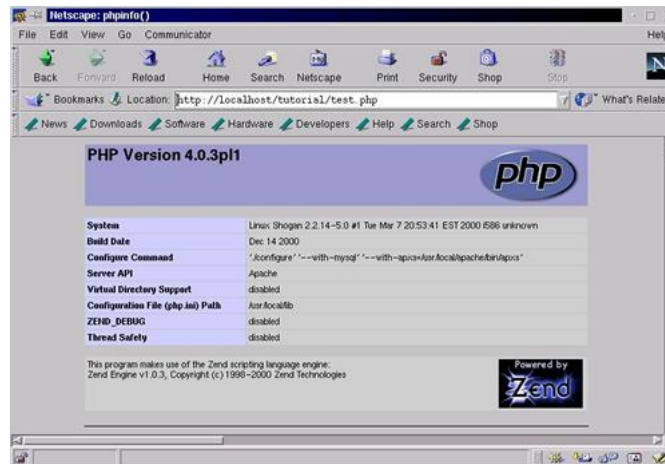 Netscape: phpinfo()
File Edit View Go Communicator Help
Back Forward Reload Home Search Netscape Print Security Shop Stop N
Bookmarks Location: http://localhost/tutorial/test.php What's Relate
News Downloads Software Hardware Developers Help Search Shop
PHP Version 4.0.3pl1
php
System Linux Shogan 2.2.14-5.0 #1 Tue Mar 7 20:53:41 EST 2000 i586 unknown
Build Date Dec 14 2000
Configure Command './configure' '--with-mysql' '--with-apxs=/usr/local/apache/bin/apxs'
Server API Apache
Virtual Directory Support disabled
Configuration File (php.ini) Path /usr/local/lib
ZEND_DEBUG disabled
Thread Safety disabled
This program makes use of the Zend scripting language engine:
Zend Engine v1.0.3, Copyright (c) 1998-2000 Zend Technologies
Powered by
Zend